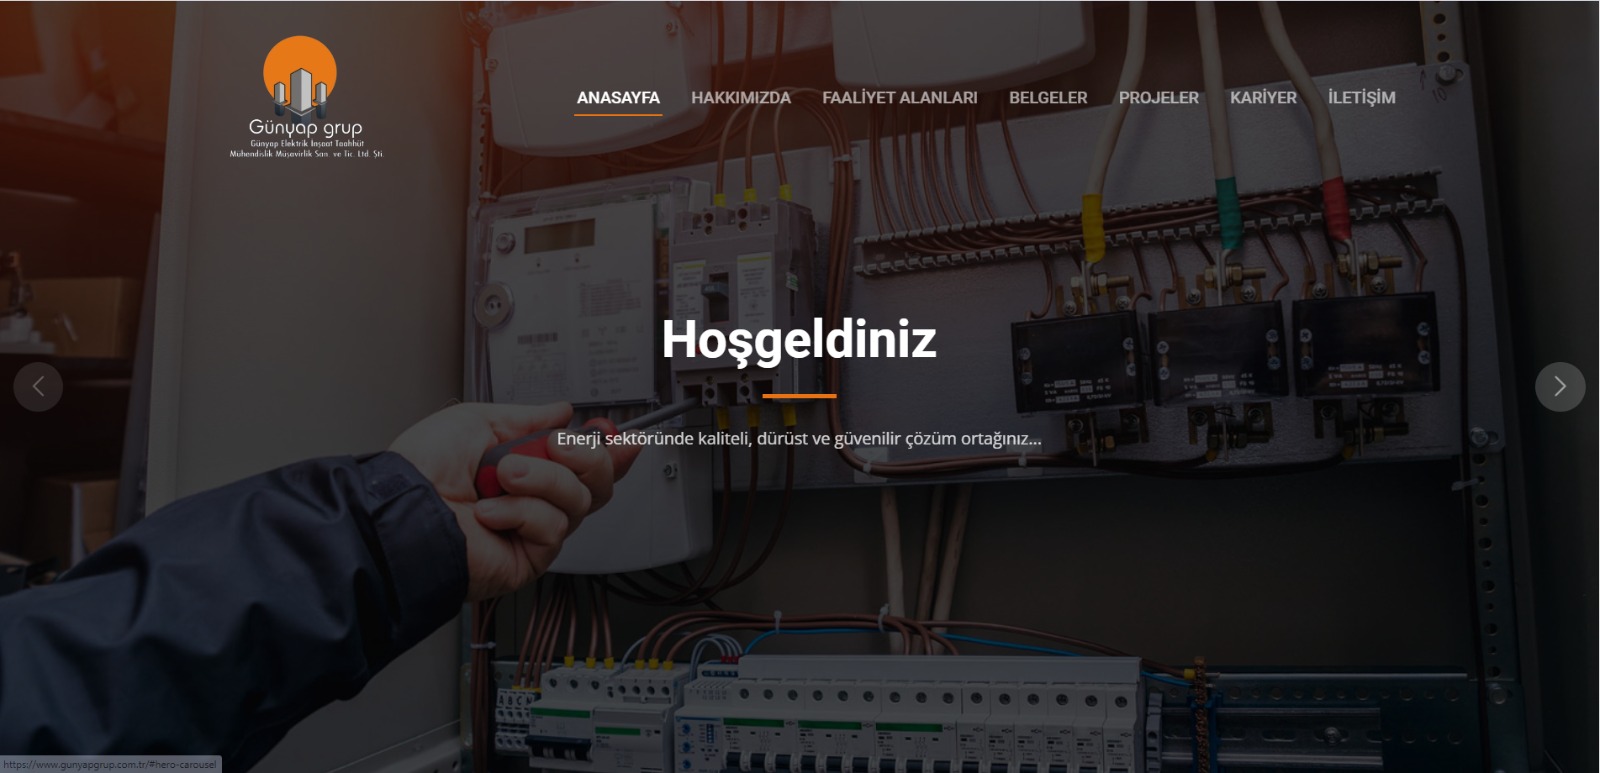 Günyap grup
Günyap Elektrik İnşaat Taahhüt
Mühendislik Müşavirlik San. ve Tic. Ltd. Şti.
ANASAYFA HAKKIMIZDA FAALİYET ALANLARI BELGELER PROJELER KARİYER İLETİŞİM
Hoşgeldiniz
Enerji sektöründe kaliteli, dürüst ve güvenilir çözüm ortağınız...
A B C N
https://www.gunyapgrup.com.tr/#hero-carousel